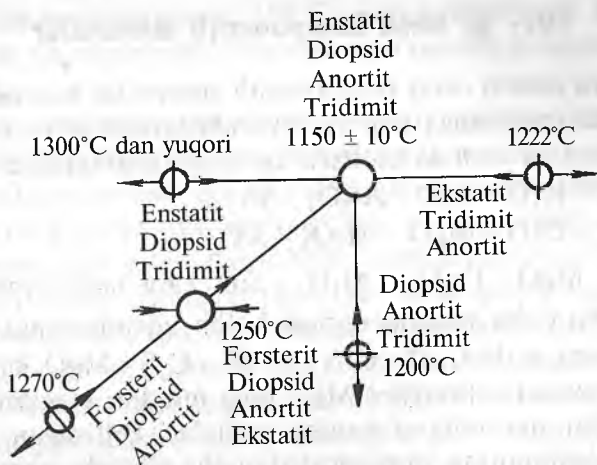 Enstatit
Diopsid
Anortit
Tridimit
1150 ± 10°C
1300°C dan yuqori
1222°C
Enstatit
Diopsid
Tridimit
Ekstatit
Tridimit
Anortit
1250°C
Forsterit
Diopsid
Anortit
Ekstatit
Diopsid
Anortit
Tridimit
1200°C
1270°C
Forsterit
Diopsid
Anortit